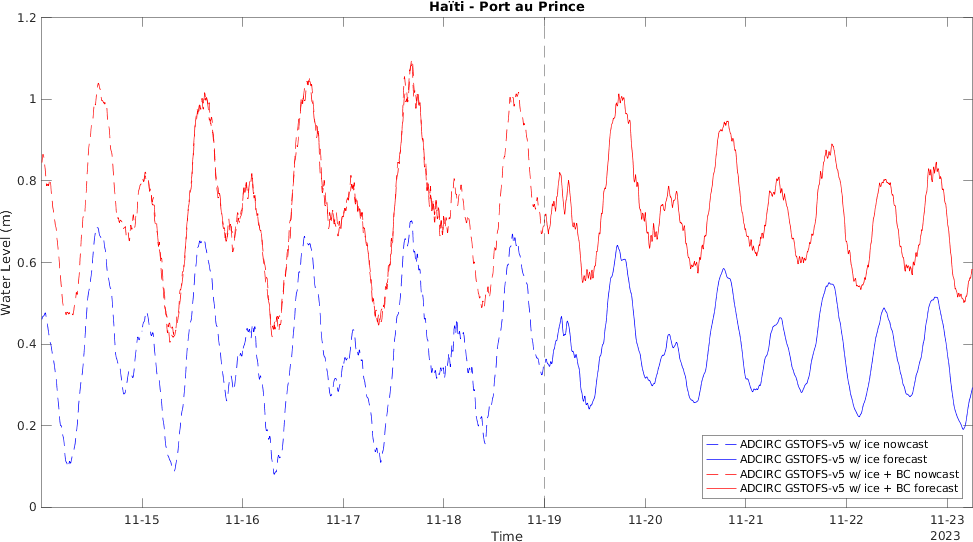 Haïti - Port au Prince
Water Level (m)
1.2
1
0.8
0.6
0.4
0.2
0
ADCIRC GSTOFS-v5 w/ ice nowcast
ADCIRC GSTOFS-v5 w/ ice forecast
ADCIRC GSTOFS-v5 w/ ice + BC nowcast
ADCIRC GSTOFS-v5 w/ ice + BC forecast
11-15 11-16 11-17 11-18 11-19 11-20 11-21 11-22 11-23
2023
Time